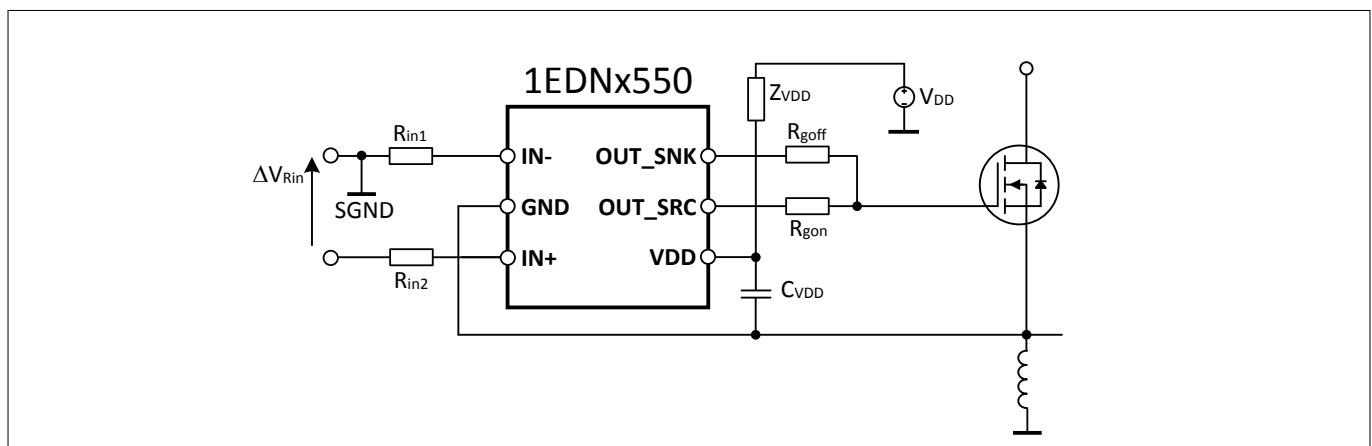 1EDNx550
ZVDD
VDD
Rin1
IN-
OUT_SNK
Rgoff
ΔVRin
SGND
GND
OUT_SRC
Rgon
Rin2
IN+
VDD
CVDD